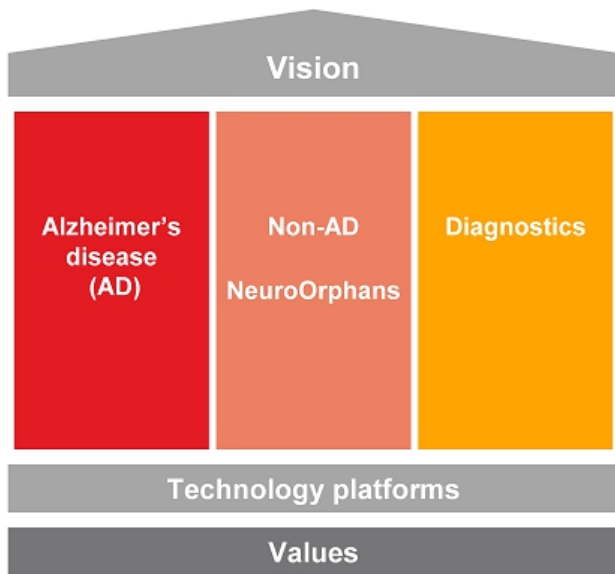 Vision
Alzheimer's
disease
(AD)
Non-AD
NeuroOrphans
Diagnostics
Technology platforms
Values